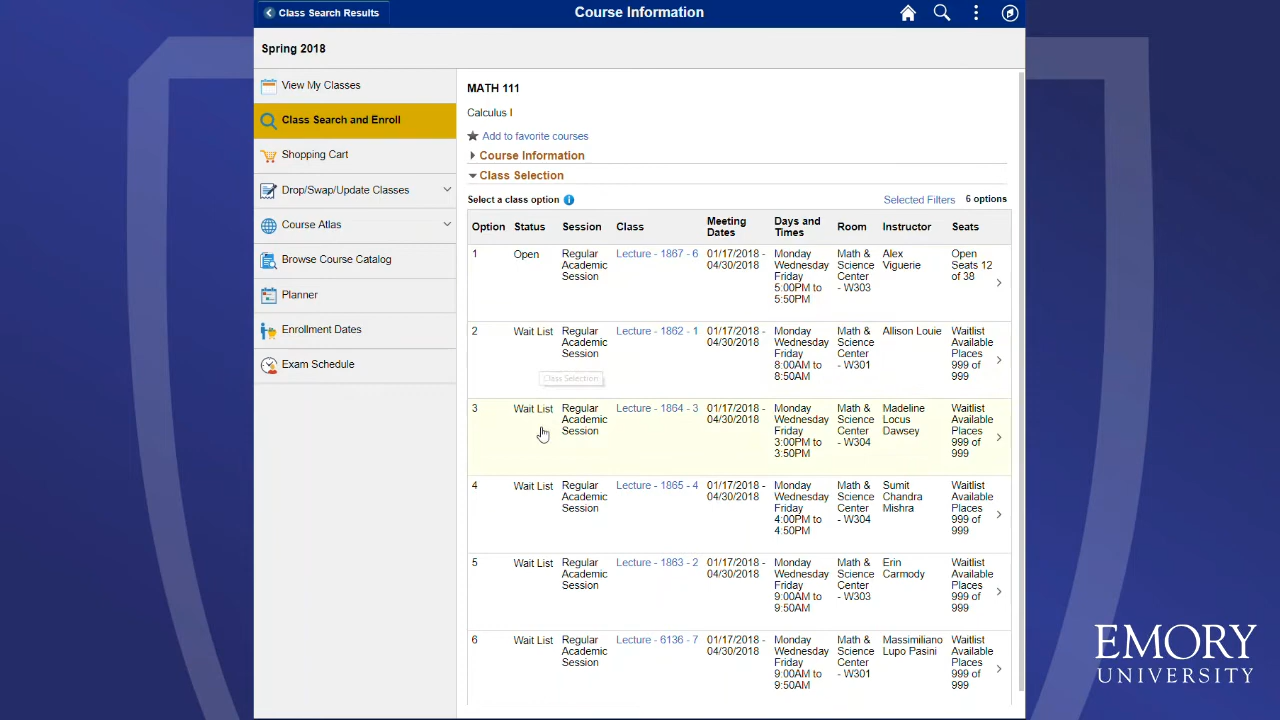 Class Search Results
Course Information
Spring 2018
View My Classes
Class Search and Enroll
Shopping Cart
Drop/Swap/Update Classes
Course Atlas
Browse Course Catalog
Planner
Enrollment Dates
Exam Schedule
MATH 111
Calculus I
Add to favorite courses
Course Information
Class Selection
Select a class option
Selected Filters 6 options
Option Status Session Class Meeting Dates Days and Times Room Instructor Seats
1 Open Regular Academic Session Lecture - 1867 - 6 01/17/2018 - 04/30/2018 Monday Wednesday Friday 5:00PM to 5:50PM Math & Science Center - W303 Alex Viguerie Open Seats 12 of 38
2 Wait List Regular Academic Session Lecture - 1862 - 1 01/17/2018 - 04/30/2018 Monday Wednesday Friday 8:00AM to 8:50AM Math & Science Center - W301 Allison Louie Waitlist Available Places 999 of 999
Class Selection
3 Wait List Regular Academic Session Lecture - 1864 - 3 01/17/2018 - 04/30/2018 Monday Wednesday Friday 3:00PM to 3:50PM Math & Science Center - W304 Madeline Locus Dawsey Waitlist Available Places 999 of 999
4 Wait List Regular Academic Session Lecture - 1865 - 4 01/17/2018 - 04/30/2018 Monday Wednesday Friday 4:00PM to 4:50PM Math & Science Center - W304 Sumit Chandra Mishra Waitlist Available Places 999 of 999
5 Wait List Regular Academic Session Lecture - 1863 - 2 01/17/2018 - 04/30/2018 Monday Wednesday Friday 9:00AM to 9:50AM Math & Science Center - W303 Erin Carmody Waitlist Available Places 999 of 999
6 Wait List Regular Academic Session Lecture - 6136 - 7 01/17/2018 - 04/30/2018 Monday Wednesday Friday 9:00AM to 9:50AM Math & Science Center - W301 Massimiliano Lupo Pasini Waitlist Available Places 999 of 999
EMORY
UNIVERSITY